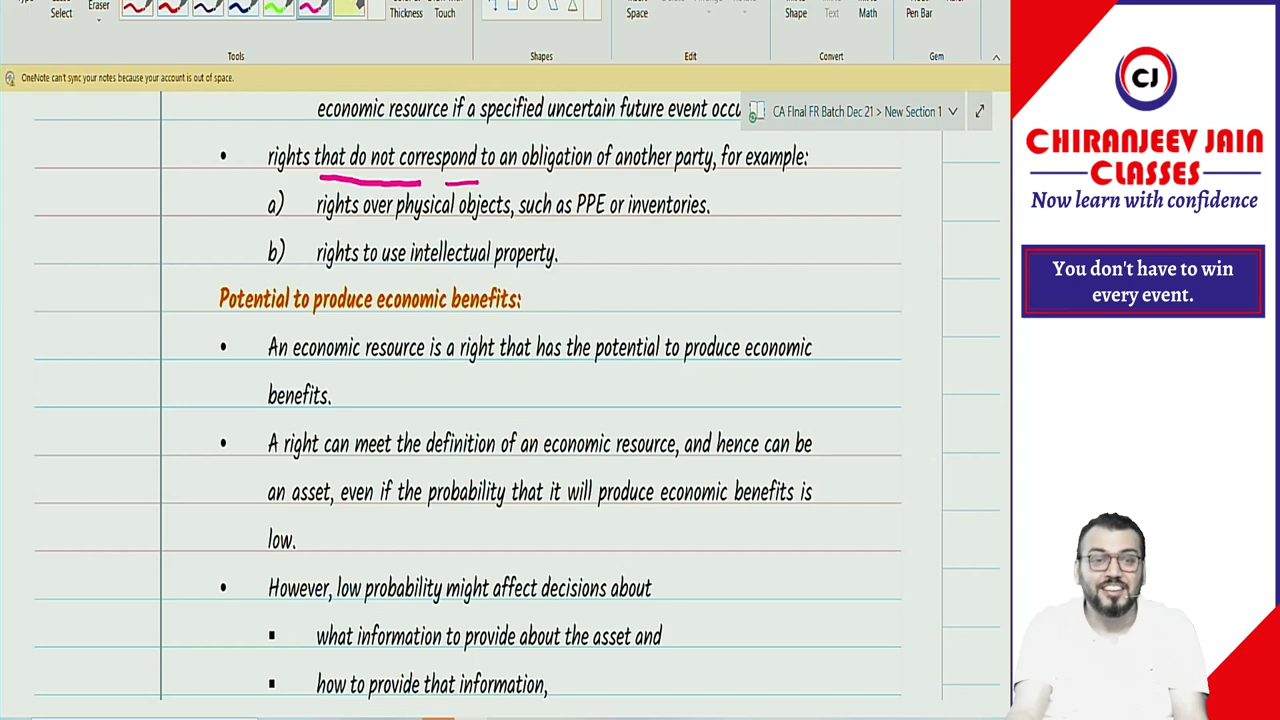 Eraser
Select
Thickness
Touch
Space
Shape
Text
Math
Pen Bar
Tools
Shapes
Edit
Convert
Gem
OneNote can't sync your notes because your account is out of space.
CA FInal FR Batch Dec 21 > New Section 1
economic resource if a specified uncertain future event occu
• rights that do not correspond to an obligation of another party, for example:
a) rights over physical objects, such as PPE or inventories.
b) rights to use intellectual property.
Potential to produce economic benefits:
• An economic resource is a right that has the potential to produce economic
benefits.
• A right can meet the definition of an economic resource, and hence can be
an asset, even if the probability that it will produce economic benefits is
low.
• However, low probability might affect decisions about
▪ what information to provide about the asset and
▪ how to provide that information,
CJ
CHIRANJEEV JAIN
CLASSES
Now learn with confidence
You don't have to win
every event.